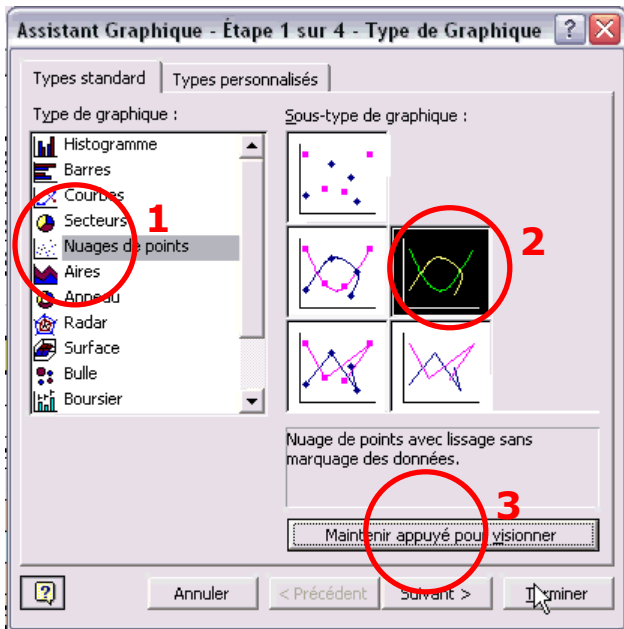 Assistant Graphique - Étape 1 sur 4 - Type de Graphique
Types standard
Types personnalisés
Type de graphique :
Histogramme
Barres
Courbes
Secteurs
Nuages de points
Aires
Anneau
Radar
Surface
Bulle
Boursier
1
Sous-type de graphique :
2
Nuage de points avec lissage sans
marquage des données.
3
Maintenir appuyé pour visionner
Annuler
< Précédent
Suivant >
Terminer